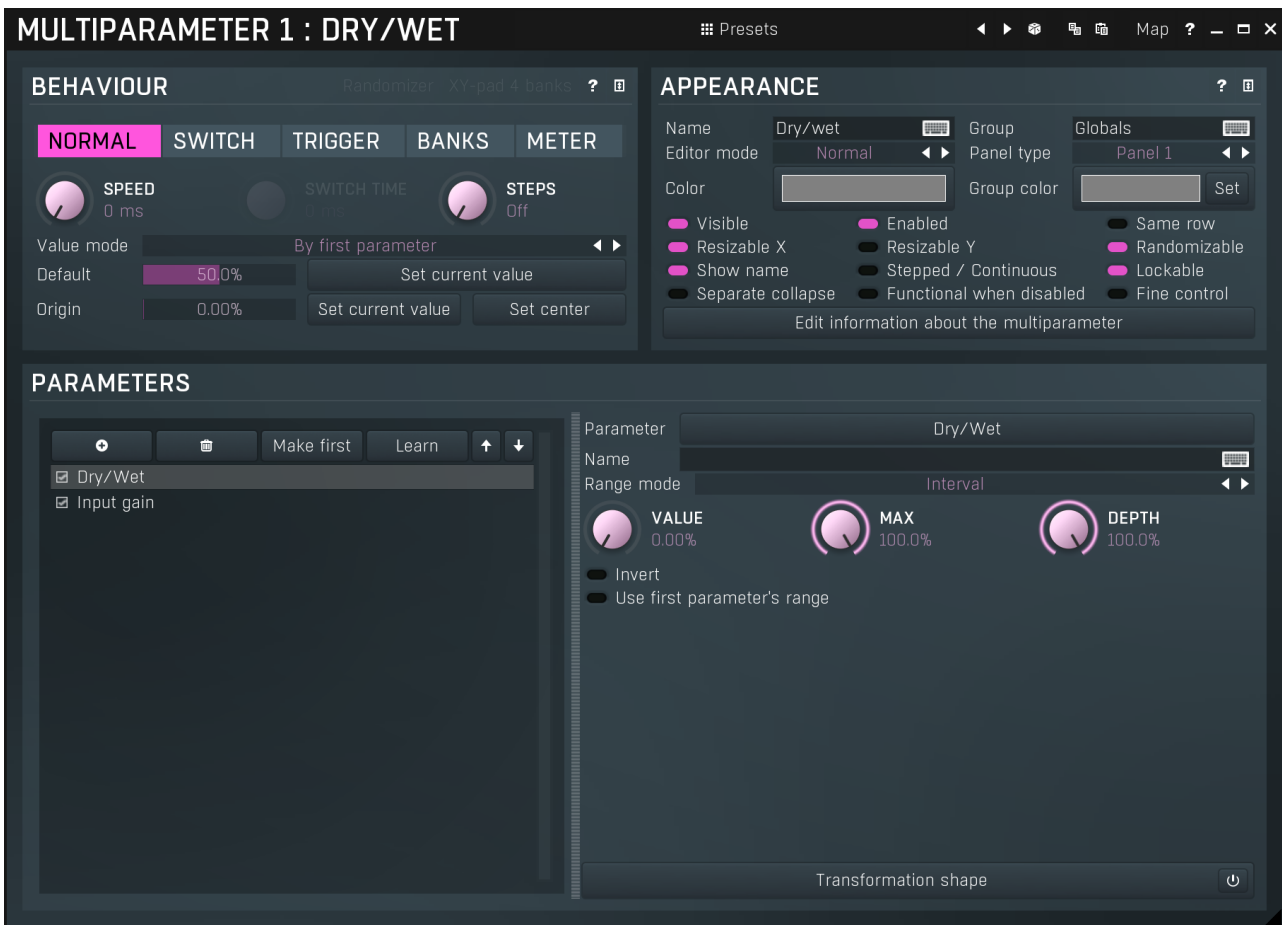 MULTIPARAMETER 1 : DRY/WET
Presets
Map ?
BEHAVIOUR
Randomizer XY-pad 4 banks ?
NORMAL SWITCH TRIGGER BANKS METER
SPEED
0 ms
SWITCH TIME
0 ms
STEPS
Off
Value mode By first parameter
Default 50.0% Set current value
Origin 0.00% Set current value Set center
APPEARANCE ?
Name Dry/wet Group Globals
Editor mode Normal Panel type Panel 1
Color Group color Set
Visible Enabled Same row
Resizable X Resizable Y Randomizable
Show name Stepped / Continuous Lockable
Separate collapse Functional when disabled Fine control
Edit information about the multiparameter
PARAMETERS
Make first Learn
Dry/Wet
Input gain
Parameter Dry/Wet
Name
Range mode Interval
VALUE
0.00%
MAX
100.0%
DEPTH
100.0%
Invert
Use first parameter's range
Transformation shape